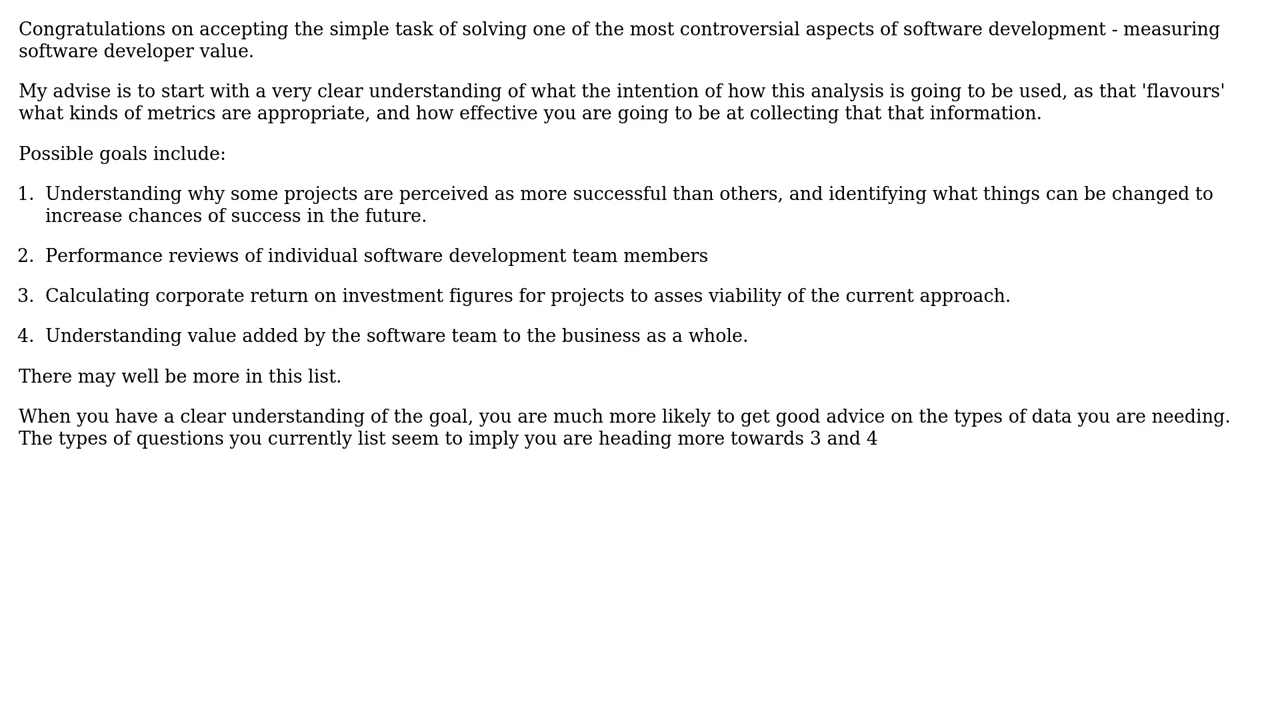 Congratulations on accepting the simple task of solving one of the most controversial aspects of software development - measuring
software developer value.
My advise is to start with a very clear understanding of what the intention of how this analysis is going to be used, as that 'flavours'
what kinds of metrics are appropriate, and how effective you are going to be at collecting that that information.
Possible goals include:
1. Understanding why some projects are perceived as more successful than others, and identifying what things can be changed to
increase chances of success in the future.
2. Performance reviews of individual software development team members
3. Calculating corporate return on investment figures for projects to asses viability of the current approach.
4. Understanding value added by the software team to the business as a whole.
There may well be more in this list.
When you have a clear understanding of the goal, you are much more likely to get good advice on the types of data you are needing.
The types of questions you currently list seem to imply you are heading more towards 3 and 4